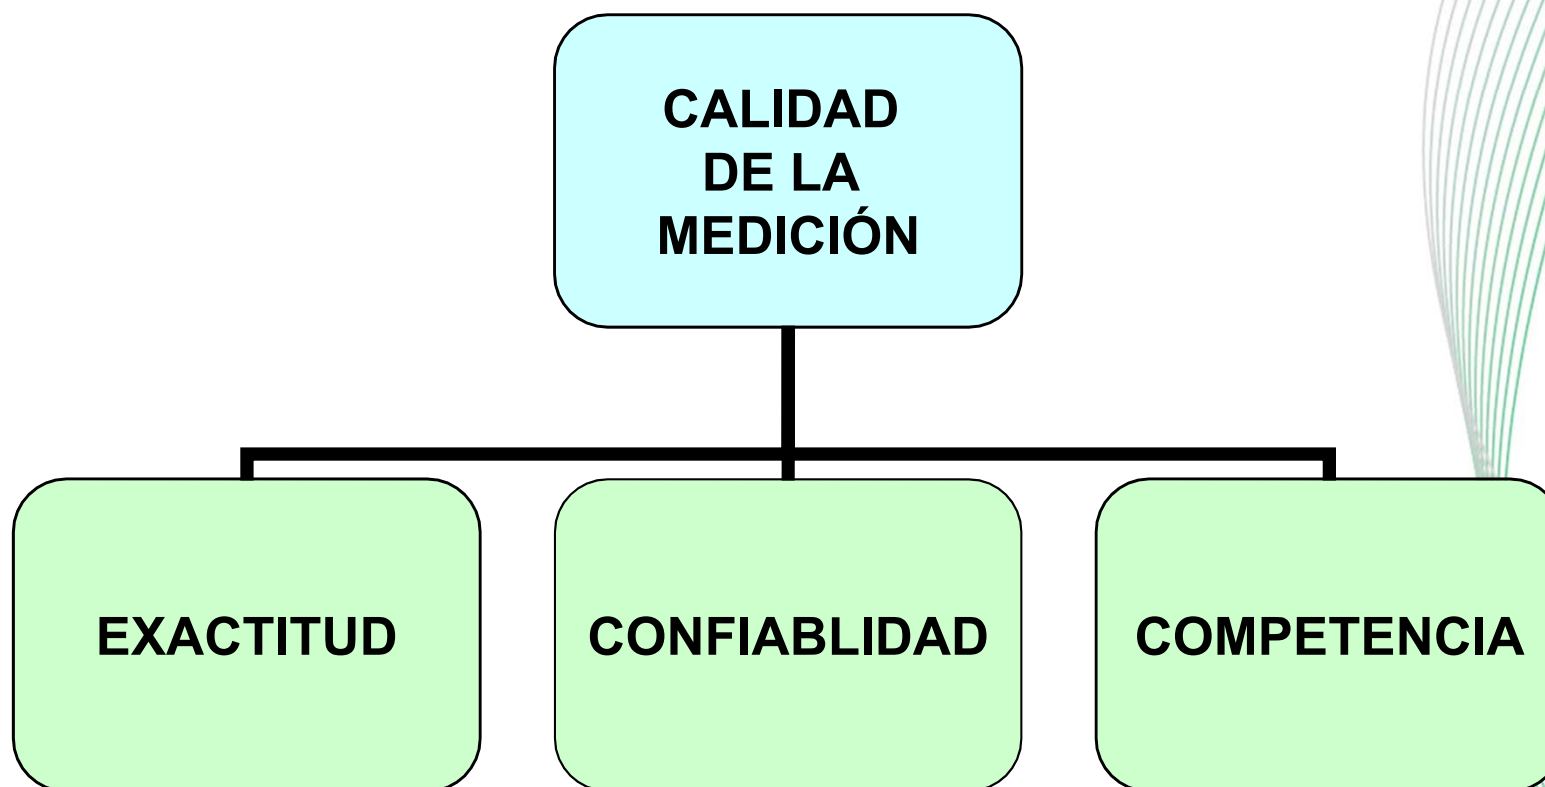 CALIDAD
DE LA
MEDICIÓN
EXACTITUD
CONFIABLIDAD
COMPETENCIA